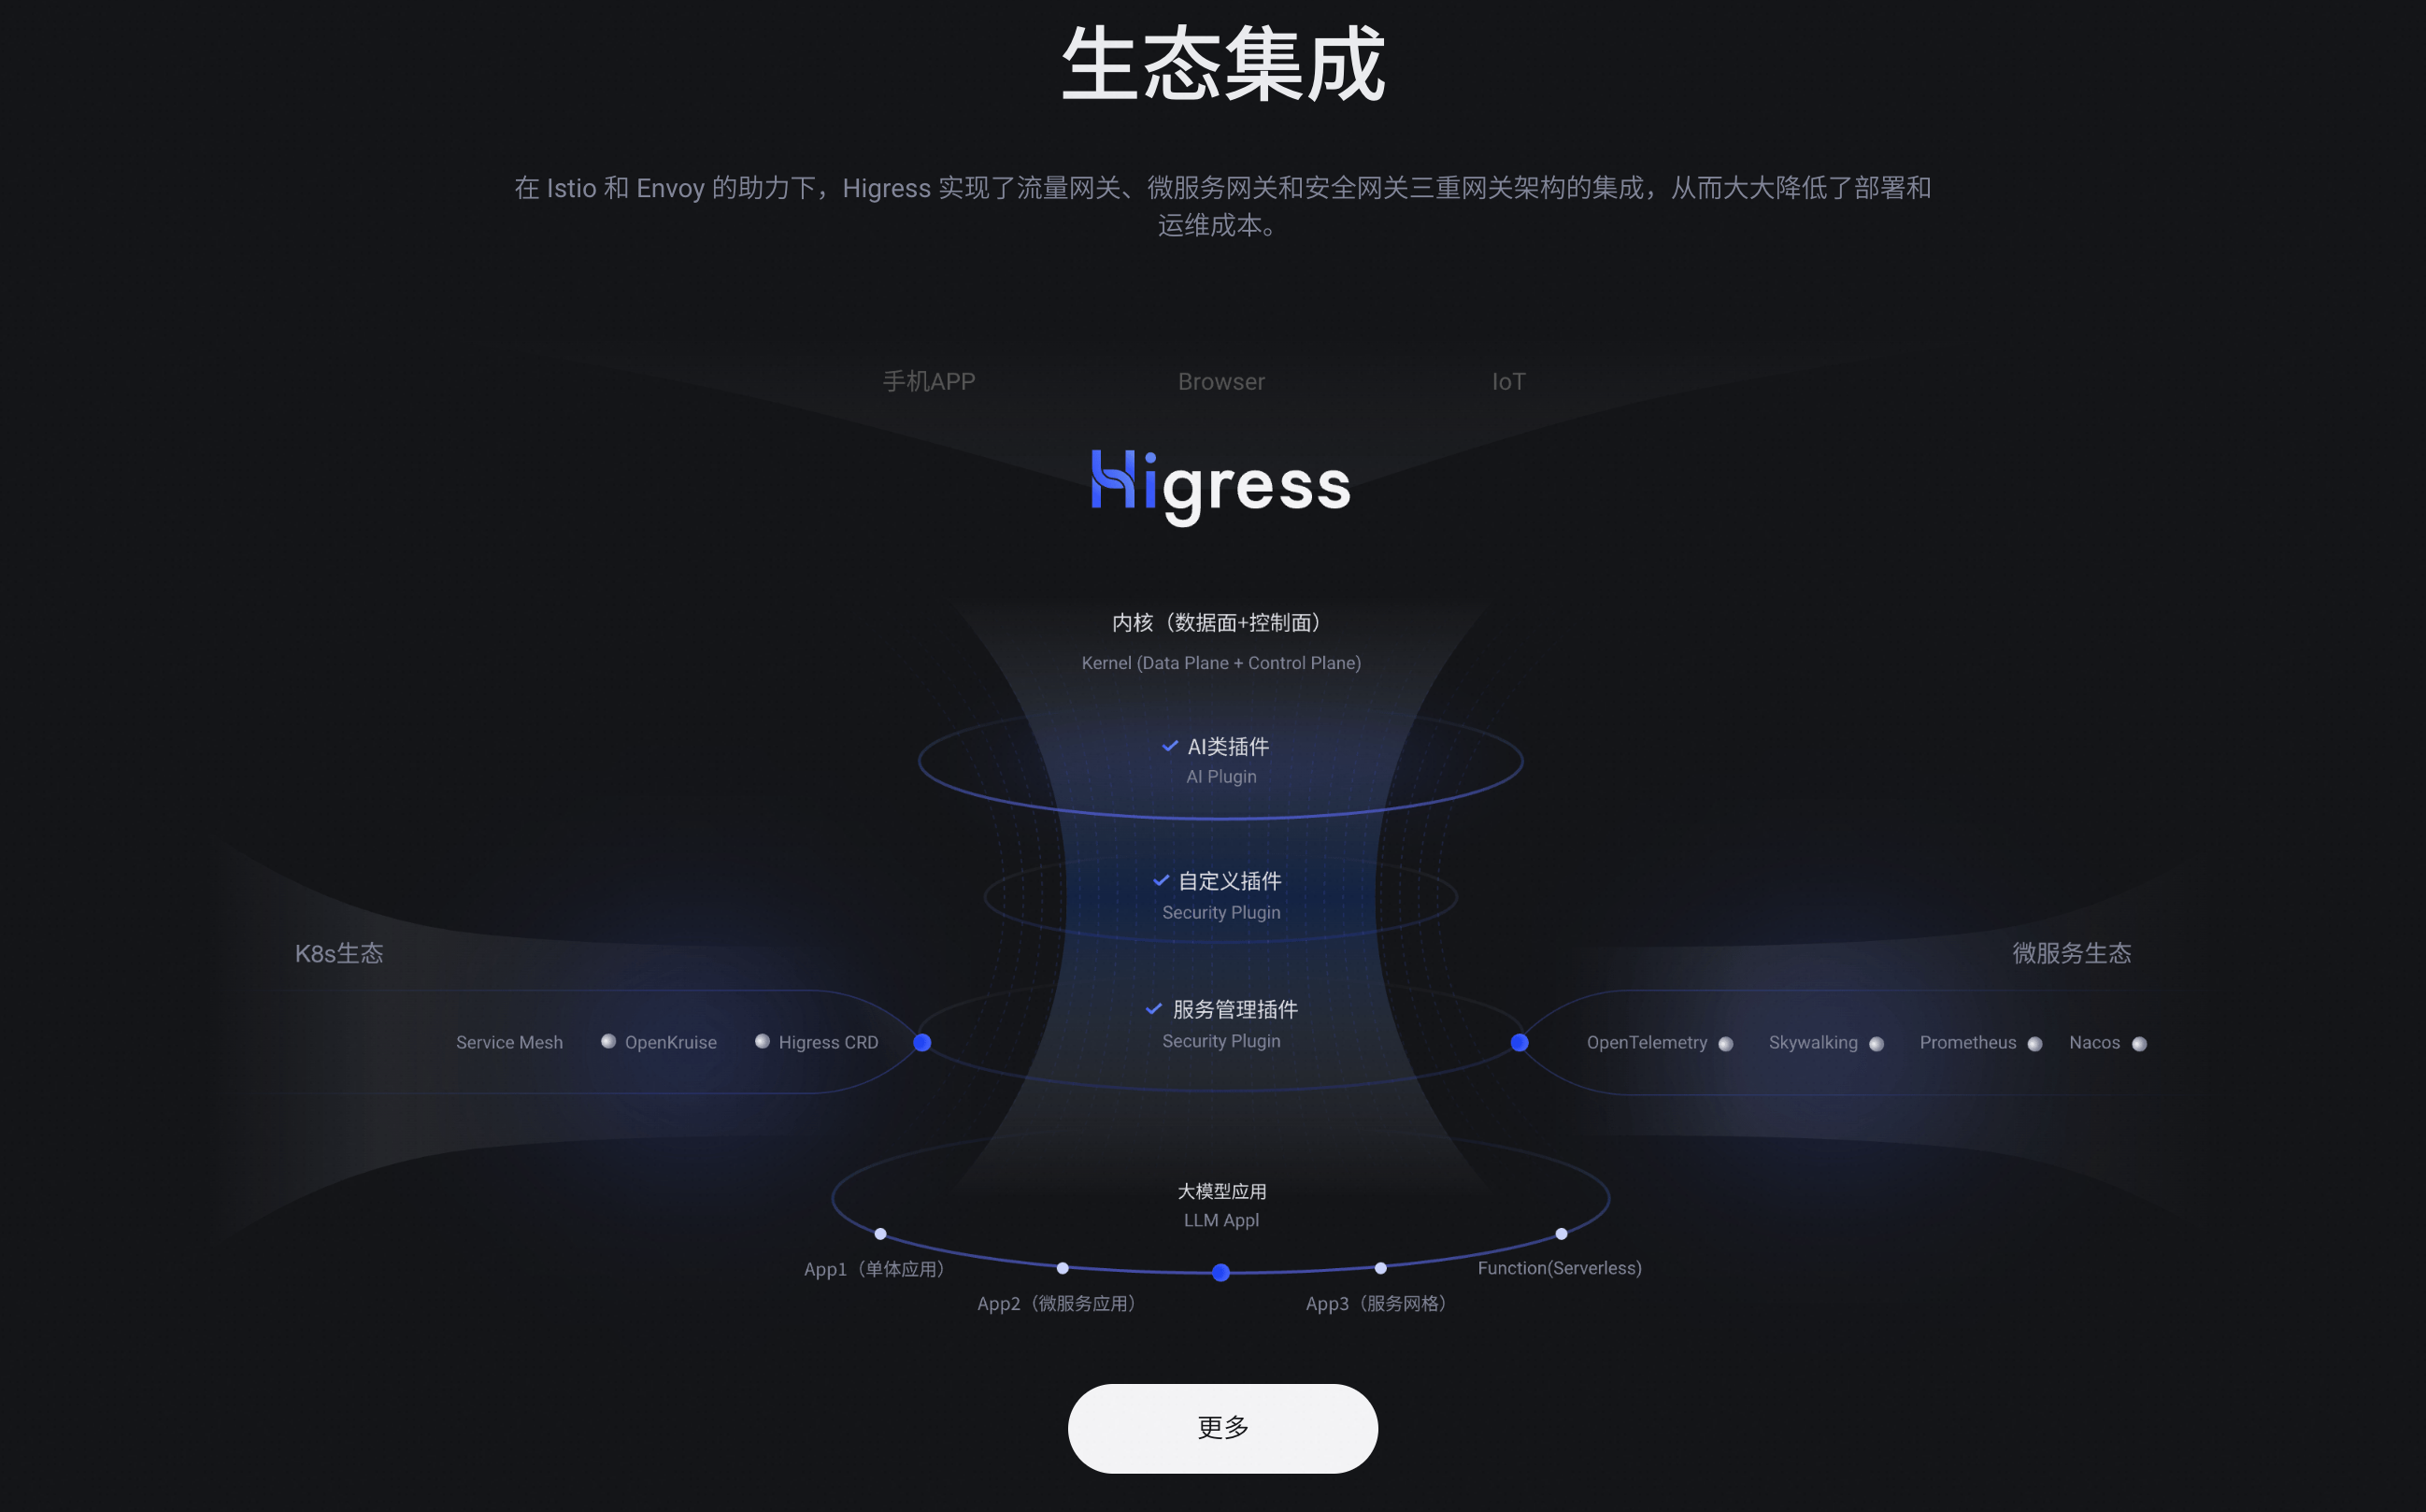 生态集成
在 Istio 和 Envoy 的助力下，Higress 实现了流量网关、微服务网关和安全网关三重网关架构的集成，从而大大降低了部署和
运维成本。
手机APP
Browser
IoT
Higress
内核（数据面+控制面）
Kernel (Data Plane + Control Plane)
AI类插件
AI Plugin
自定义插件
Security Plugin
K8s生态
微服务生态
服务管理插件
Security Plugin
Service Mesh
OpenKruise
Higress CRD
OpenTelemetry
Skywalking
Prometheus
Nacos
大模型应用
LLM Appl
App1（单体应用）
App2（微服务应用）
App3（服务网格）
Function(Serverless)
更多